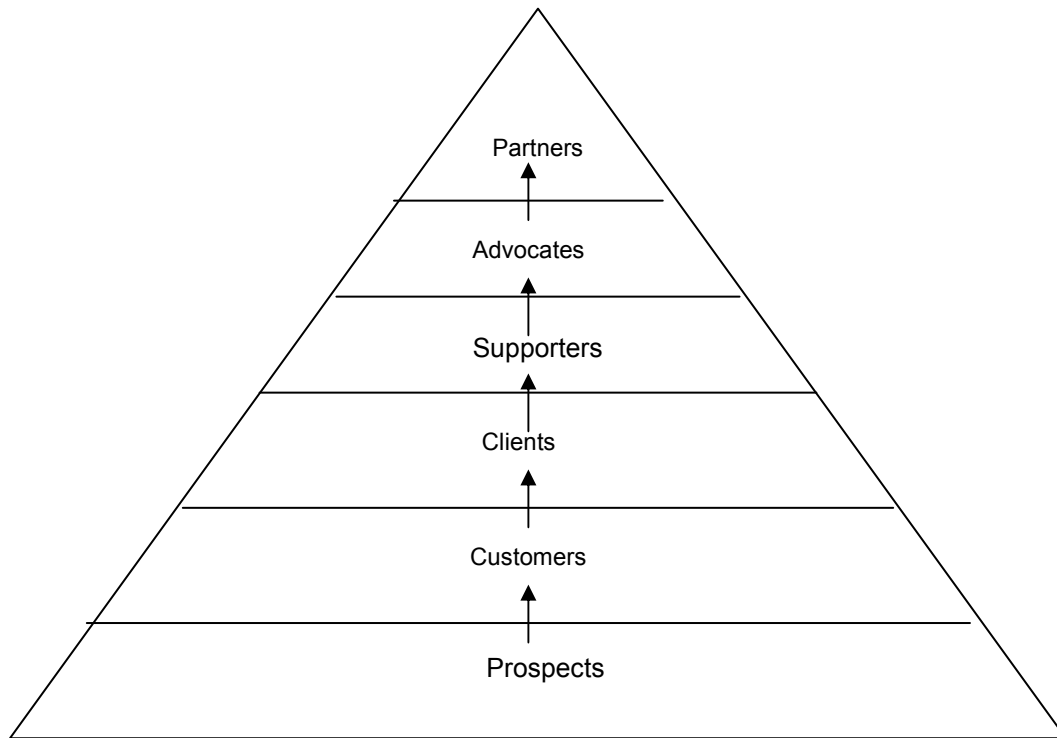 Partners
Advocates
Supporters
Clients
Customers
Prospects